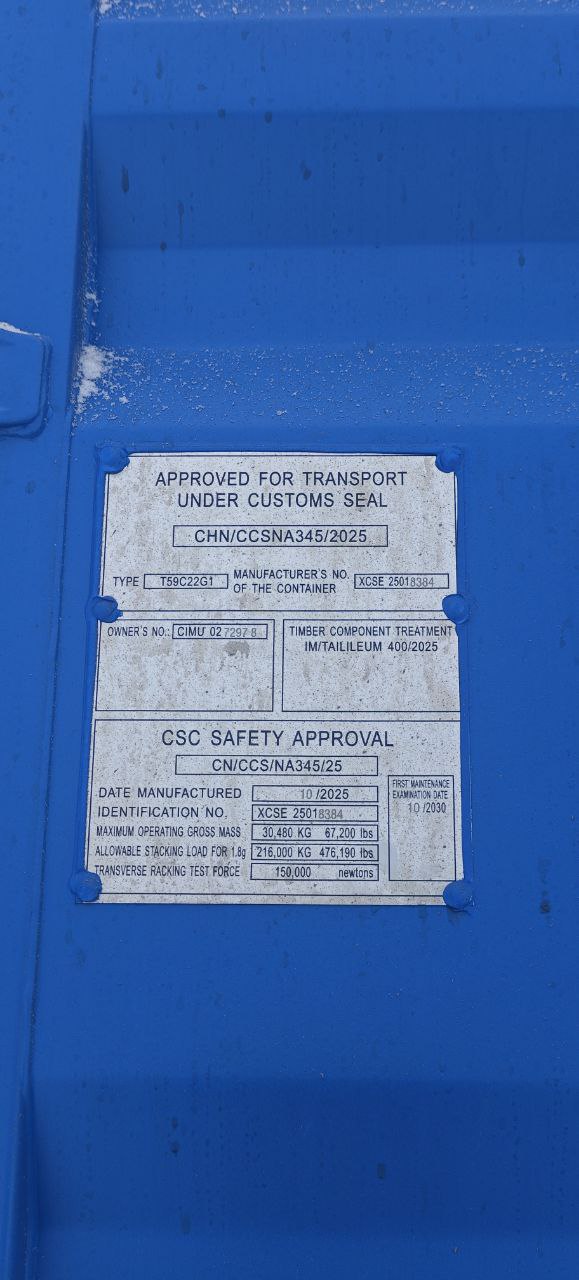 APPROVED FOR TRANSPORT
UNDER CUSTOMS SEAL
CHN/CCSNA345/2025
TYPE T59C22G1 MANUFACTURER'S NO. OF THE CONTAINER XCSE 25018384
OWNER'S NO.: CIMU 027297 8
TIMBER COMPONENT TREATMENT
IM/TAILILEUM 400/2025
CSC SAFETY APPROVAL
CN/CCS/NA345/25
DATE MANUFACTURED 10 /2025
IDENTIFICATION NO. XCSE 25018384
MAXIMUM OPERATING GROSS MASS 30,480 KG 67,200 lbs
ALLOWABLE STACKING LOAD FOR 1.8g 216,000 KG 476,190 lbs
TRANSVERSE RACKING TEST FORCE 150,000 newtons
FIRST MAINTENANCE
EXAMINATION DATE
10 /2030